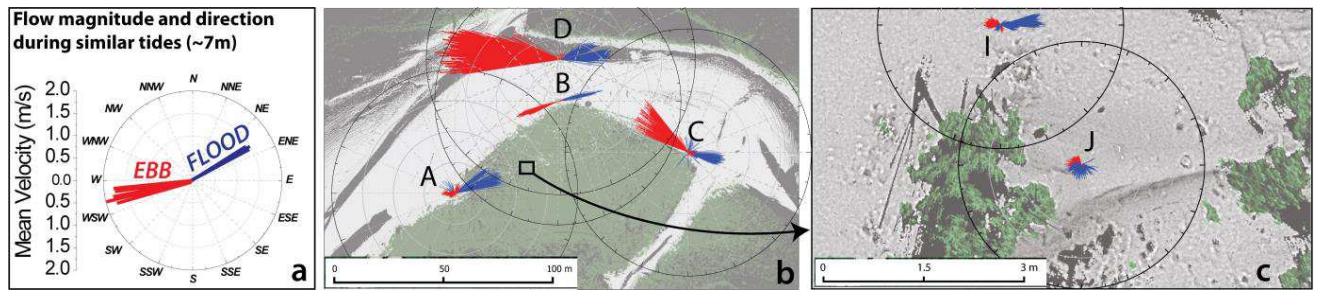 Flow magnitude and direction
during similar tides (~7m)
Mean Velocity (m/s)
2.0
1.5
1.0
0.5
0.0
0.5
1.0
1.5
2.0
N
NNE
NE
ENE
E
ESE
SE
SSE
S
SSW
SW
WSW
W
WNW
NW
NNW
EBB
FLOOD
a
D
B
C
A
0 50 100 m
b
I
J
0 1.5 3 m
c